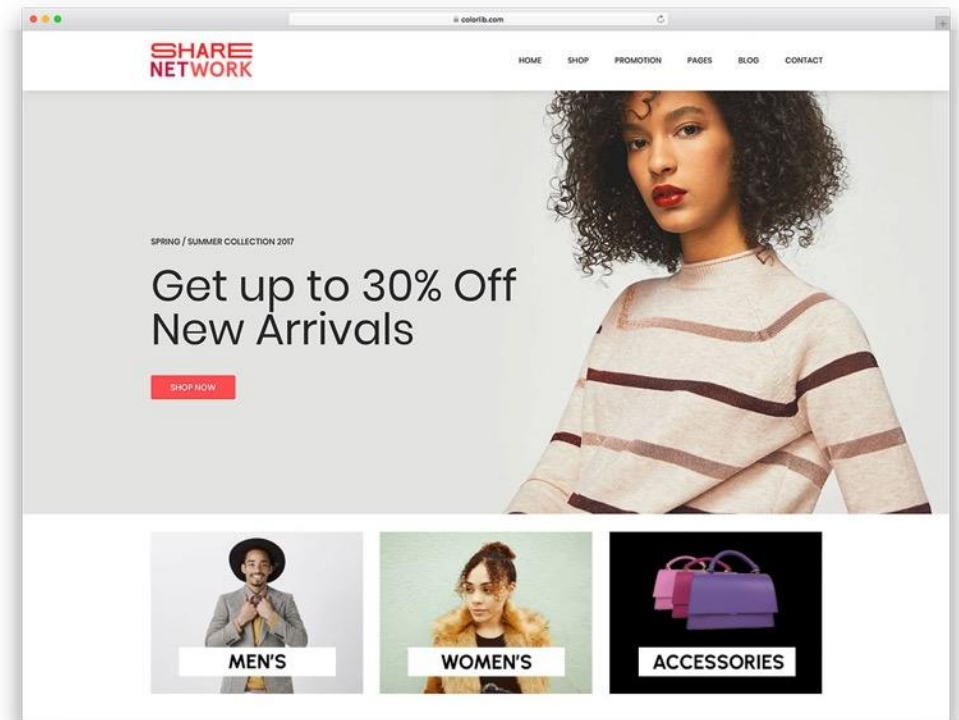 colorlib.com
SHARE
NETWORK
HOME SHOP PROMOTION PAGES BLOG CONTACT
SPRING / SUMMER COLLECTION 2017
Get up to 30% Off
New Arrivals
SHOP NOW
MEN'S WOMEN'S ACCESSORIES